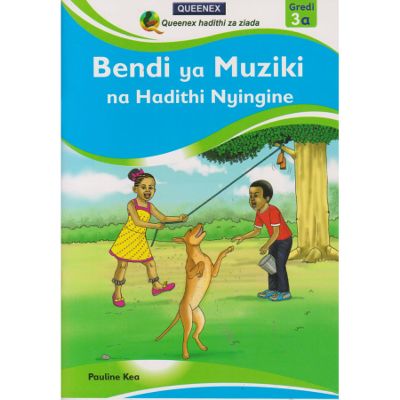 QUEENEX
Queenex hadithi za ziada
Gredi
3a
Bendi ya Muziki
na Hadithi Nyingine
Pauline Kea